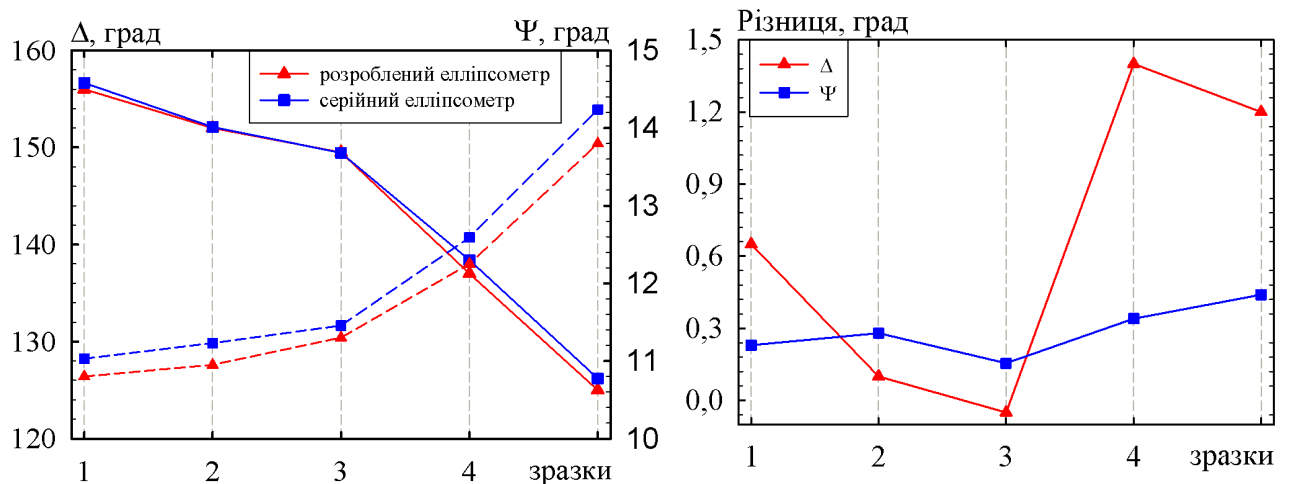 Δ, град
Ψ, град
160
150
140
130
120
15
14
13
12
11
10
розроблений елліпсометр
серійний елліпсометр
1
2
3
4
зразки
Різниця, град
1,5
1,2
0,9
0,6
0,3
0,0
Δ
Ψ
1
2
3
4
зразки